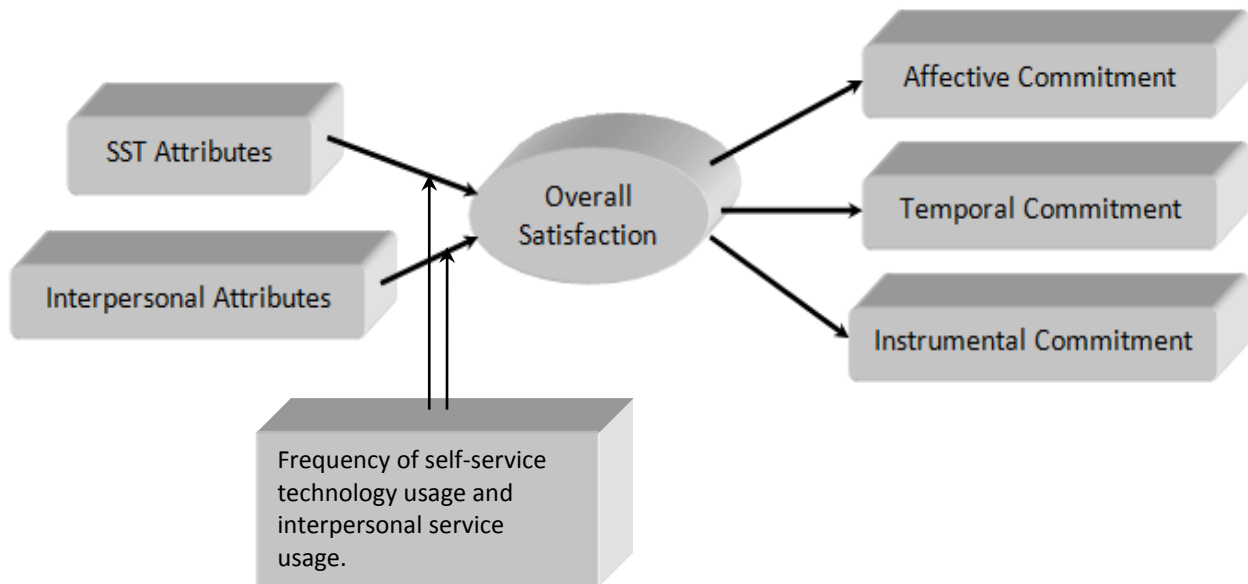 SST Attributes
Interpersonal Attributes
Overall
Satisfaction
Affective Commitment
Temporal Commitment
Instrumental Commitment
Frequency of self-service
technology usage and
interpersonal service
usage.